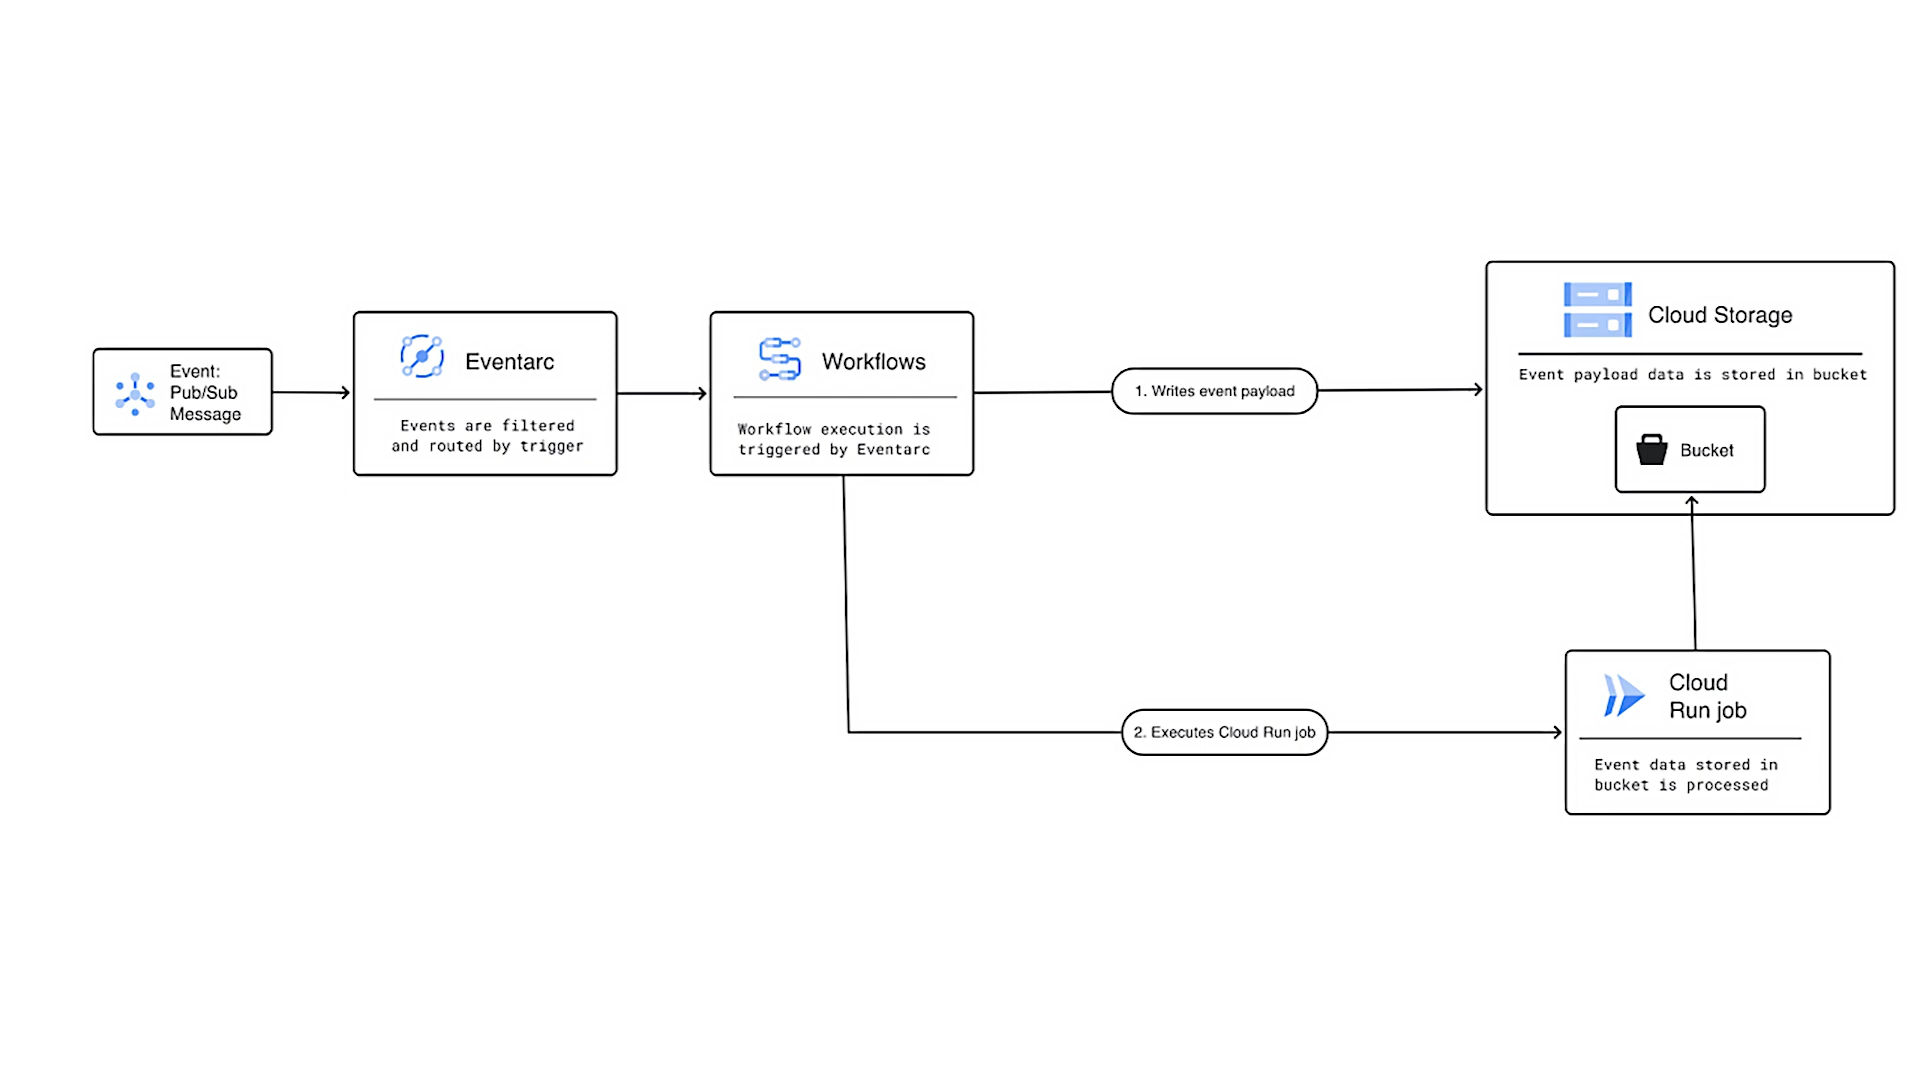 Event:
Pub/Sub
Message
Eventarc
Events are filtered
and routed by trigger
Workflows
Workflow execution is
triggered by Eventarc
1. Writes event payload
Cloud Storage
Event payload data is stored in bucket
Bucket
2. Executes Cloud Run job
Cloud
Run job
Event data stored in
bucket is processed